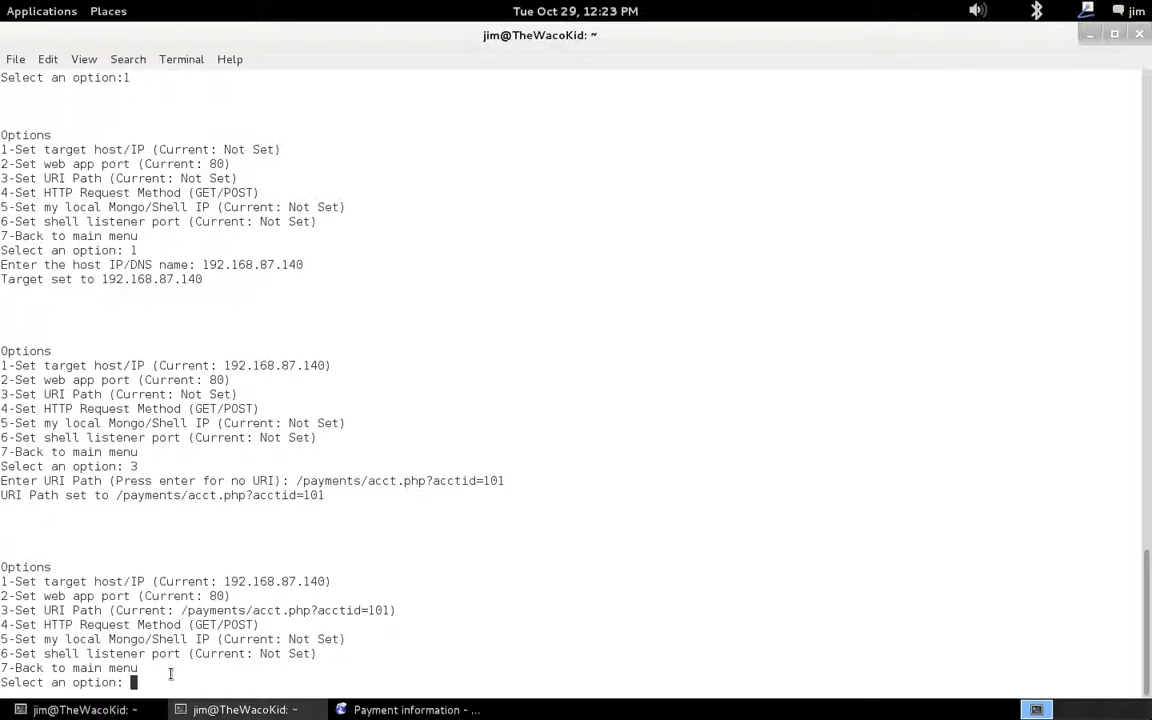 Applications Places Tue Oct 29, 12:23 PM jim
jim@TheWacoKid: ~
File Edit View Search Terminal Help
Select an option:1
Options
1-Set target host/IP (Current: Not Set)
2-Set web app port (Current: 80)
3-Set URI Path (Current: Not Set)
4-Set HTTP Request Method (GET/POST)
5-Set my local Mongo/Shell IP (Current: Not Set)
6-Set shell listener port (Current: Not Set)
7-Back to main menu
Select an option: 1
Enter the host IP/DNS name: 192.168.87.140
Target set to 192.168.87.140
Options
1-Set target host/IP (Current: 192.168.87.140)
2-Set web app port (Current: 80)
3-Set URI Path (Current: Not Set)
4-Set HTTP Request Method (GET/POST)
5-Set my local Mongo/Shell IP (Current: Not Set)
6-Set shell listener port (Current: Not Set)
7-Back to main menu
Select an option: 3
Enter URI Path (Press enter for no URI): /payments/acct.php?acctid=101
URI Path set to /payments/acct.php?acctid=101
Options
1-Set target host/IP (Current: 192.168.87.140)
2-Set web app port (Current: 80)
3-Set URI Path (Current: /payments/acct.php?acctid=101)
4-Set HTTP Request Method (GET/POST)
5-Set my local Mongo/Shell IP (Current: Not Set)
6-Set shell listener port (Current: Not Set)
7-Back to main menu
Select an option:
jim@TheWacoKid: ~ jim@TheWacoKid: ~ Payment information - ...